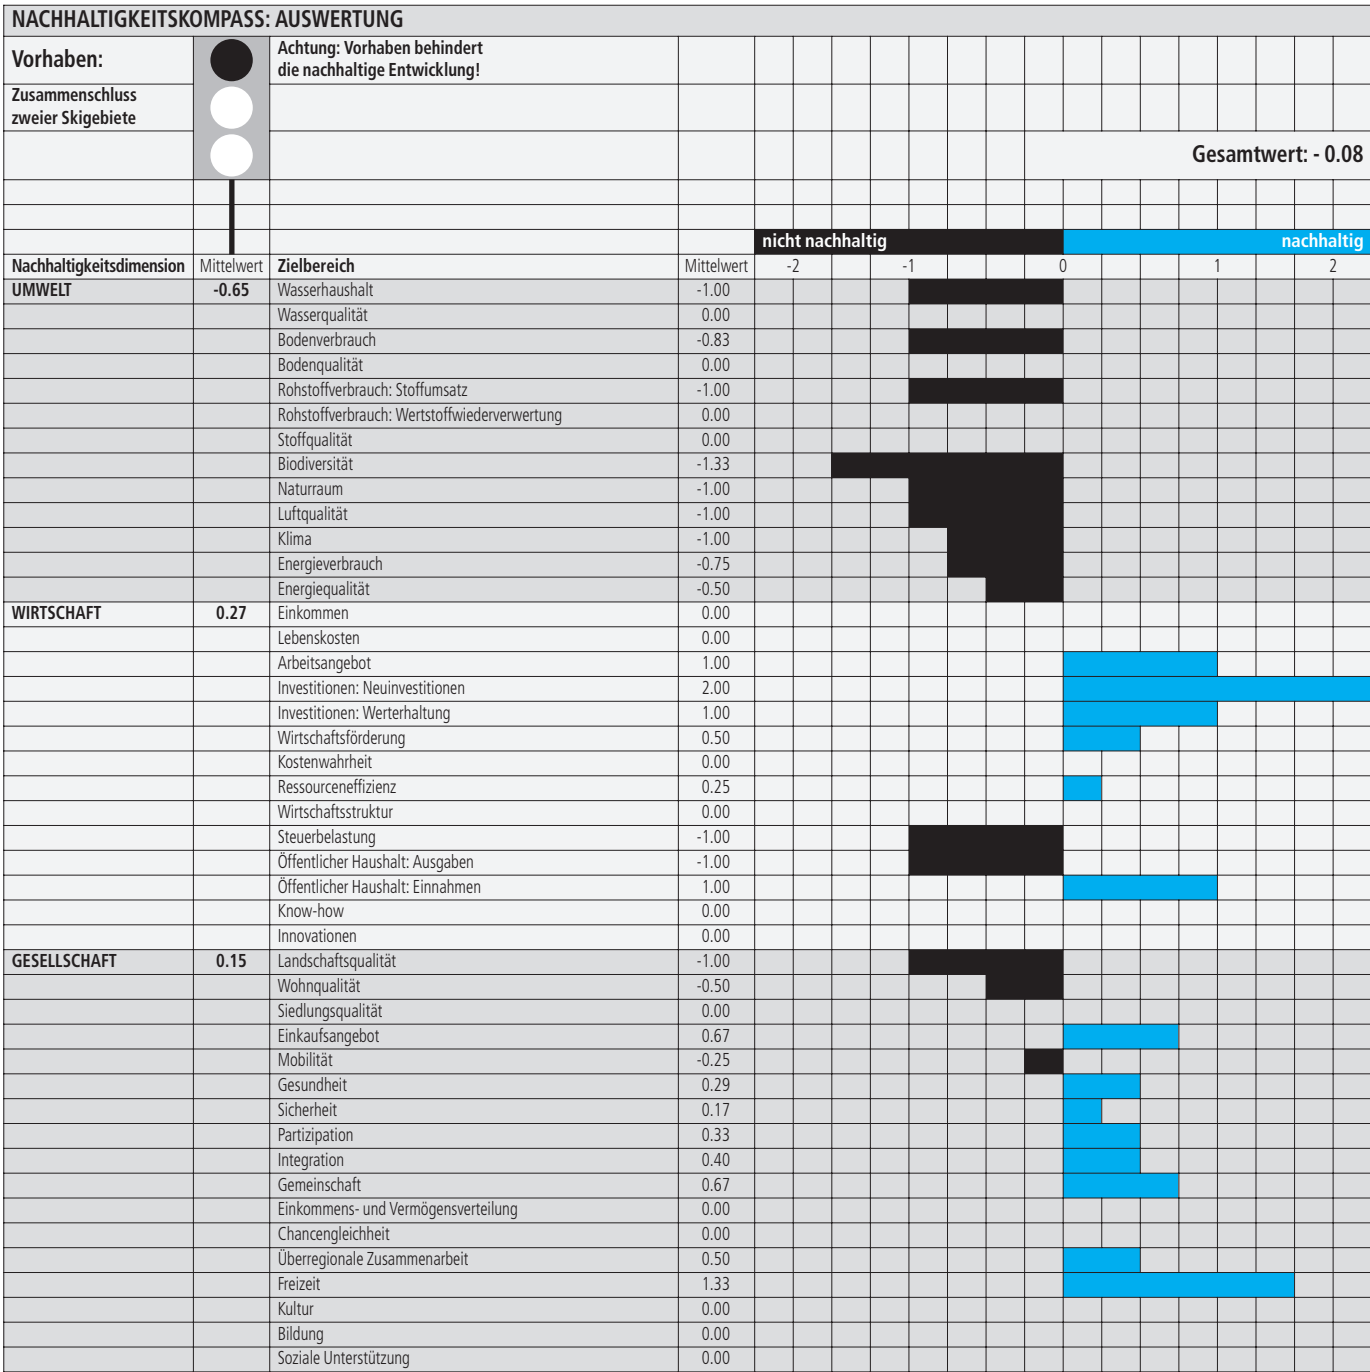 NACHHALTIGKEITSKOMPASS: AUSWERTUNG
Vorhaben:
Achtung: Vorhaben behindert
die nachhaltige Entwicklung!
Zusammenschluss
zweier Skigebiete
Gesamtwert: - 0.08
nicht nachhaltig nachhaltig
Nachhaltigkeitsdimension Mittelwert Zielbereich Mittelwert -2 -1 0 1 2
UMWELT -0.65 Wasserhaushalt -1.00
Wasserqualität 0.00
Bodenverbrauch -0.83
Bodenqualität 0.00
Rohstoffverbrauch: Stoffumsatz -1.00
Rohstoffverbrauch: Wertstoffwiederverwertung 0.00
Stoffqualität 0.00
Biodiversität -1.33
Naturraum -1.00
Luftqualität -1.00
Klima -1.00
Energieverbrauch -0.75
Energiequalität -0.50
WIRTSCHAFT 0.27 Einkommen 0.00
Lebenskosten 0.00
Arbeitsangebot 1.00
Investitionen: Neuinvestitionen 2.00
Investitionen: Werterhaltung 1.00
Wirtschaftsförderung 0.50
Kostenwahrheit 0.00
Ressourceneffizienz 0.25
Wirtschaftsstruktur 0.00
Steuerbelastung -1.00
Öffentlicher Haushalt: Ausgaben -1.00
Öffentlicher Haushalt: Einnahmen 1.00
Know-how 0.00
Innovationen 0.00
GESELLSCHAFT 0.15 Landschaftsqualität -1.00
Wohnqualität -0.50
Siedlungsqualität 0.00
Einkaufsangebot 0.67
Mobilität -0.25
Gesundheit 0.29
Sicherheit 0.17
Partizipation 0.33
Integration 0.40
Gemeinschaft 0.67
Einkommens- und Vermögensverteilung 0.00
Chancengleichheit 0.00
Überregionale Zusammenarbeit 0.50
Freizeit 1.33
Kultur 0.00
Bildung 0.00
Soziale Unterstützung 0.00